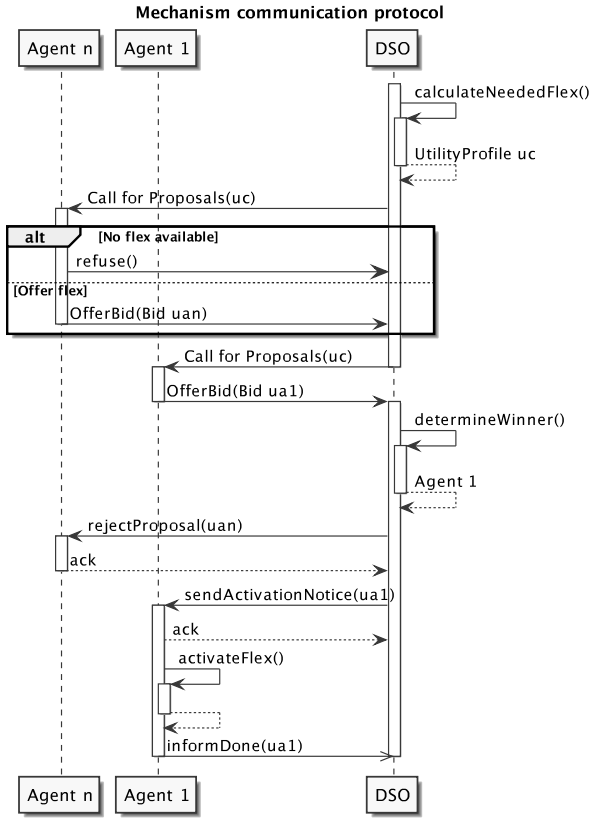 Mechanism communication protocol
Agent n
Agent 1
DSO
calculateNeededFlex()
UtilityProfile uc
Call for Proposals(uc)
alt
[No flex available]
refuse()
[Offer flex]
OfferBid(Bid uan)
Call for Proposals(uc)
OfferBid(Bid ua1)
determineWinner()
Agent 1
rejectProposal(uan)
ack
sendActivationNotice(ua1)
ack
activateFlex()
informDone(ua1)
Agent n
Agent 1
DSO